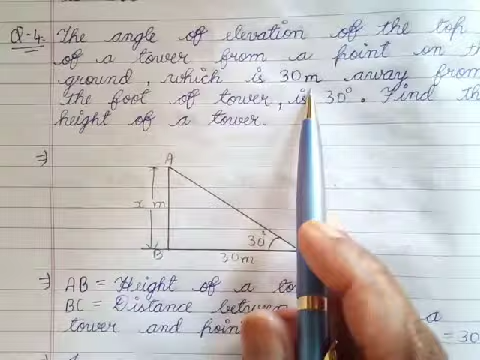 Q-4. The angle of elevation of the top
of a tower from a point on th
ground, which is 30m away from
the foot of tower, is 30°. Find th
height of a tower.
⇒
A
x m
30°
B
30m
⇒ AB = Height of a to
BC = Distance betwee a
tower and poin = 30